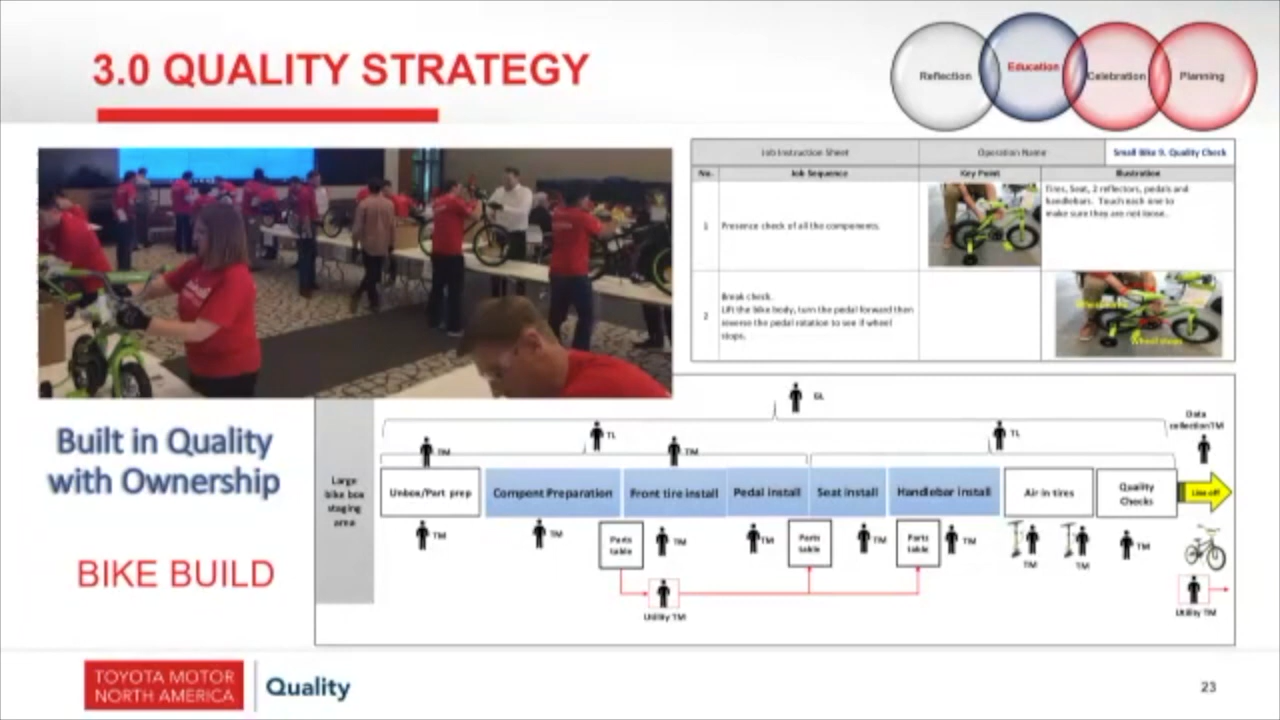 3.0 QUALITY STRATEGY
Reflection
Education
Celebration
Planning
Job Instruction Sheet
Operation Name
Small Bike 9. Quality Check
No.
Job Sequence
Key Point
Illustration
1
Presence check of all the components.
Tires, Seat, 2 reflectors, pedals and
handlebars. Touch each one to
make sure they are not loose.
2
Break check.
Lift the bike body, turn the pedal forward then
reverse the pedal rotation to see if wheel
stops.
Wheel stops
Built in Quality
with Ownership
BIKE BUILD
GL
TL
TL
TM
TM
Data
collectionTM
Large
bike box
staging
area
Unbox/Part prep
Compent Preparation
Front tire install
Pedal install
Seat install
Handlebar install
Air in tires
Quality
Checks
Line off
TM
TM
Parts
table
TM
TM
Parts
table
TM
Parts
table
TM
TM
TM
TM
Utility TM
Utility TM
TOYOTA MOTOR
NORTH AMERICA
Quality
23